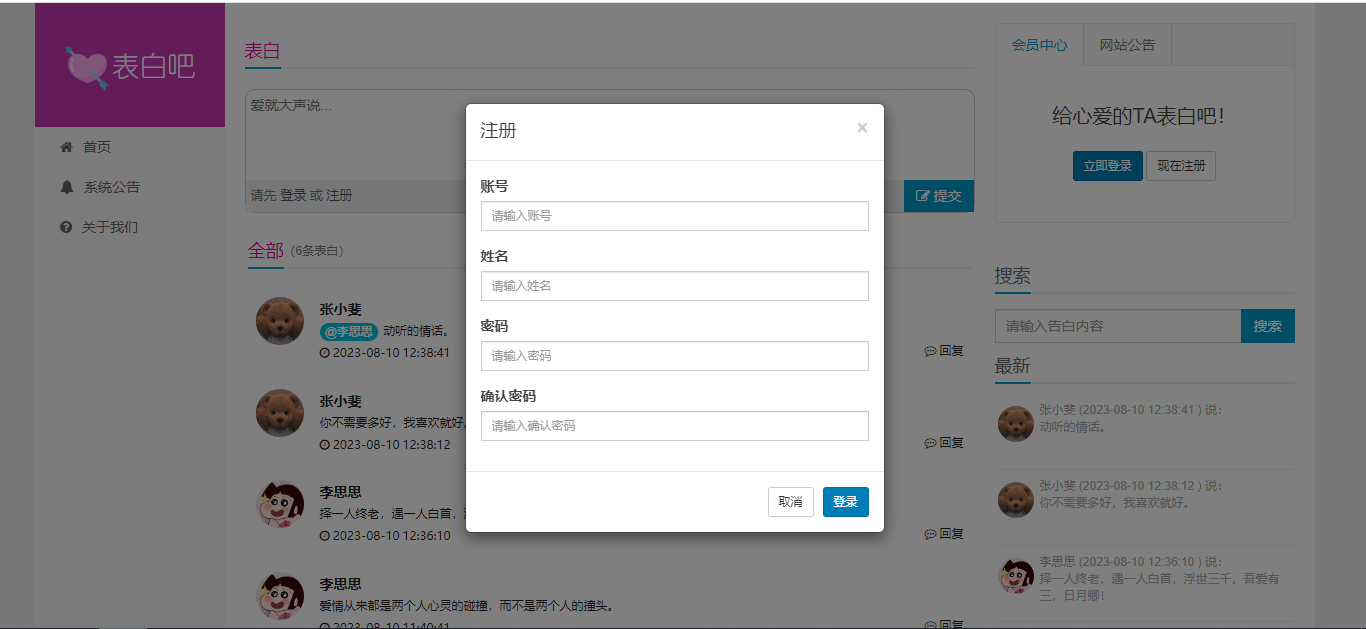 表白吧
首页
系统公告
关于我们
表白
爱就大声说...
请先 登录 或 注册
提交
全部 (6条表白)
张小斐
@李思思 动听的情话。
2023-08-10 12:38:41
回复
张小斐
你不需要多好，我喜欢就好。
2023-08-10 12:38:12
回复
李思思
择一人终老，遇一人白首，
2023-08-10 12:36:10
回复
李思思
爱情从来都是两个人心灵的碰撞，而不是两个人的撞头。
2023-08-10 11:40:41
回复
注册
×
账号
请输入账号
姓名
请输入姓名
密码
请输入密码
确认密码
请输入确认密码
取消 登录
会员中心 网站公告
给心爱的TA表白吧！
立即登录 现在注册
搜索
请输入告白内容 搜索
最新
张小斐 (2023-08-10 12:38:41 ) 说：
动听的情话。
张小斐 (2023-08-10 12:38:12 ) 说：
你不需要多好，我喜欢就好。
李思思 (2023-08-10 12:36:10 ) 说：
择一人终老，遇一人白首，浮世三千，吾爱有
三，日月卿！